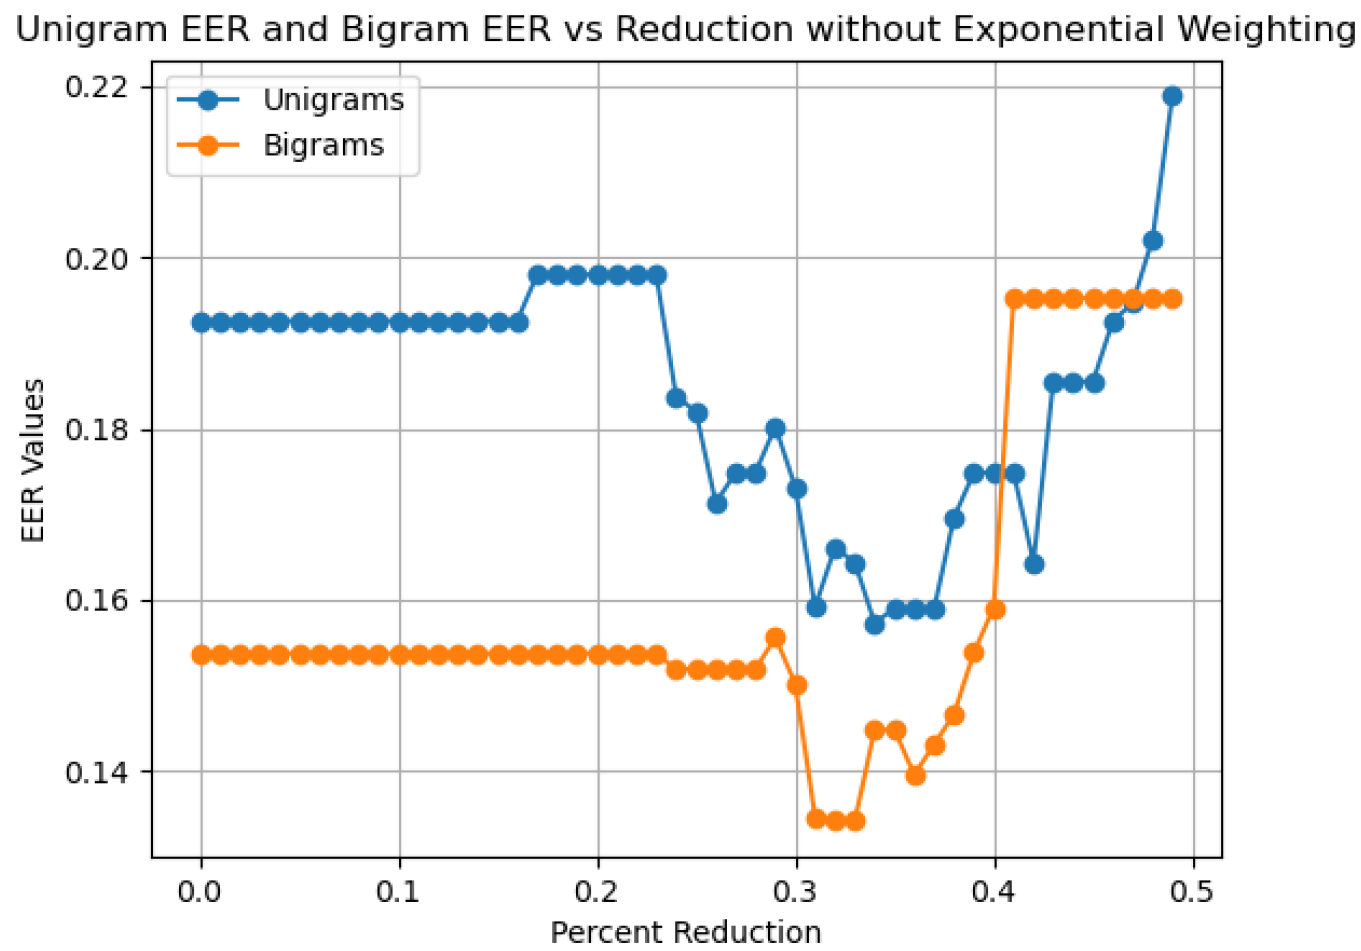 Unigram EER and Bigram EER vs Reduction without Exponential Weighting
Unigrams
Bigrams
EER Values
0.22
0.20
0.18
0.16
0.14
0.0 0.1 0.2 0.3 0.4 0.5
Percent Reduction